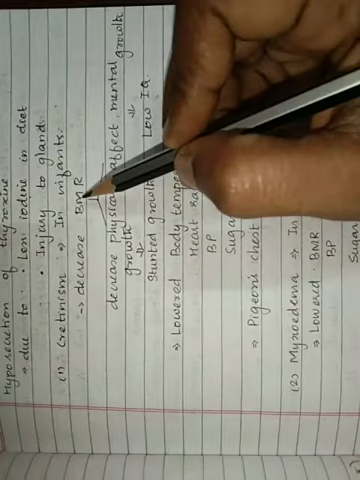 Hyposecretion of thyroxine
⇒ due to • Low iodine in diet
• Injury to gland
(1) Cretinism ⇒ In infants
→ decrease BMR
decrease physical affect, mental growth
growth ⇓
⇓ Low IQ
Stunted growth
⇒ Lowered Body tempe
Heart Ra
BP
Sugar
⇒ Pigeon's chest
(2) Myxoedema ⇒ In
⇒ Lowered BMR
BP
Sugar